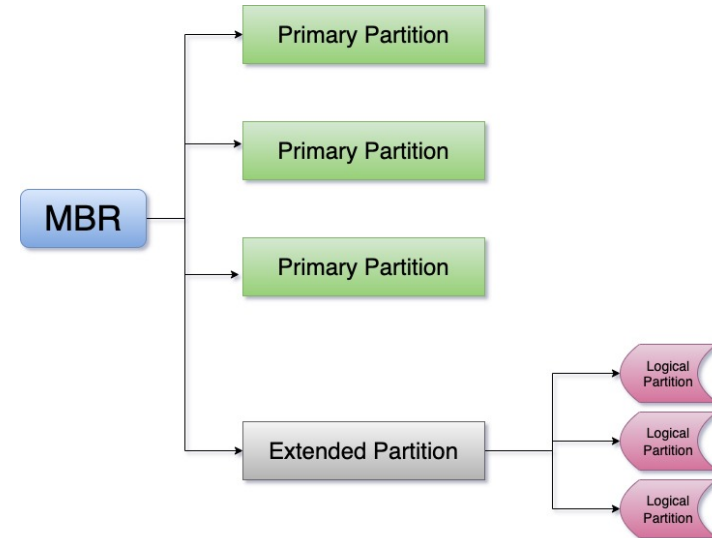 Primary Partition
Primary Partition
MBR
Primary Partition
Extended Partition
Logical
Partition
Logical
Partition
Logical
Partition